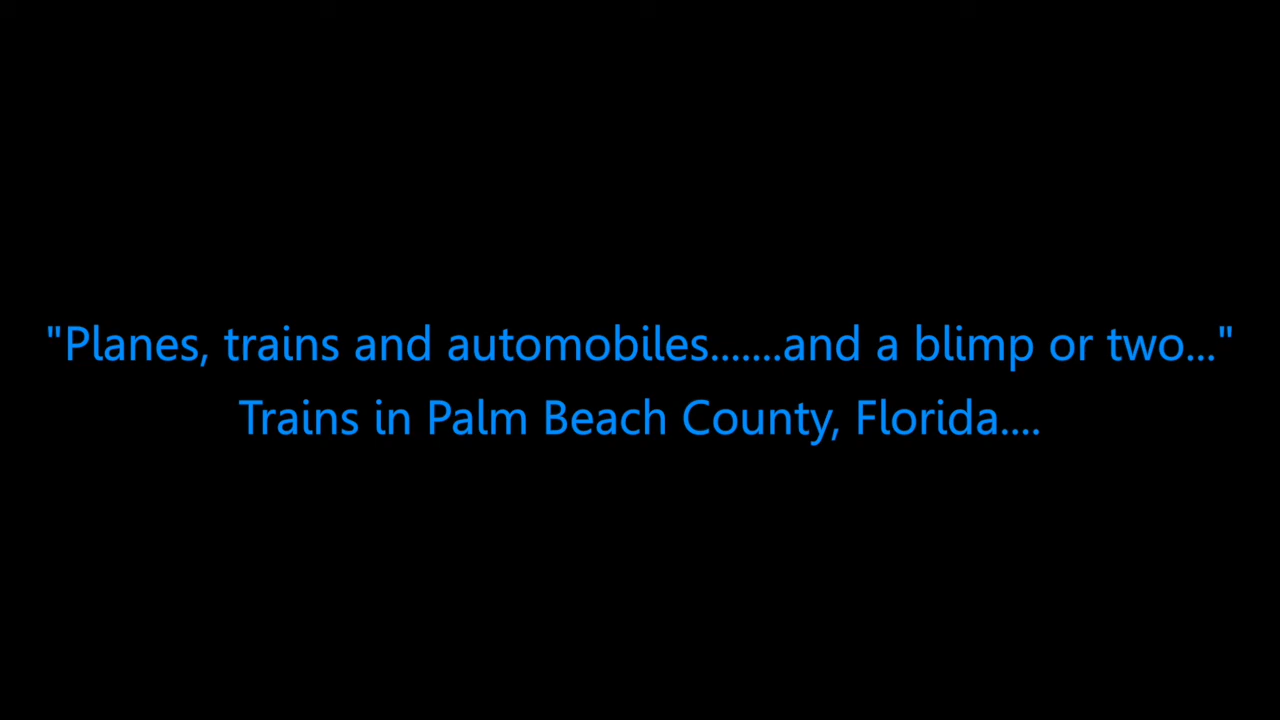 "Planes, trains and automobiles.......and a blimp or two..."
Trains in Palm Beach County, Florida....